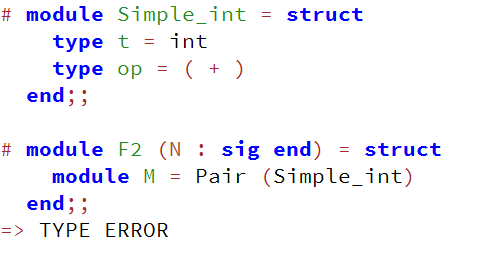 # module Simple_int = struct
    type t = int
    type op = ( + )
  end;;

# module F2 (N : sig end) = struct
    module M = Pair (Simple_int)
  end;;
=> TYPE ERROR